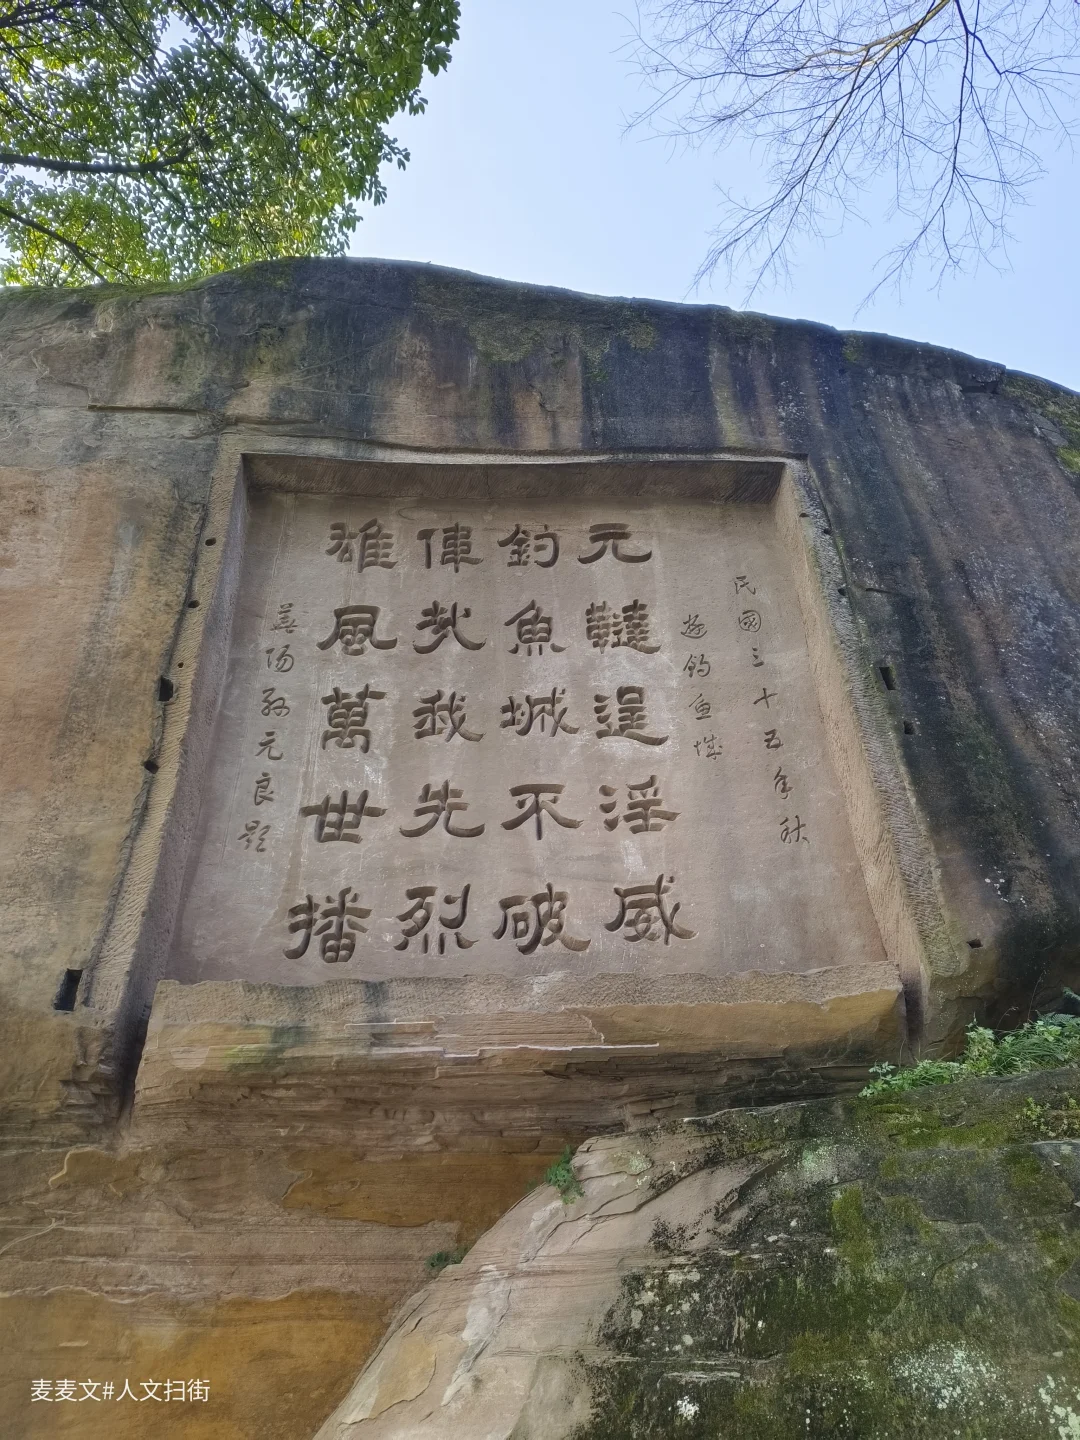 民國三十五年秋
遊釣魚城
元韃逞淫威
釣魚城不破
偉哉我先烈
雄風萬世播
益陽孫元良題
麦麦文#人文扫街